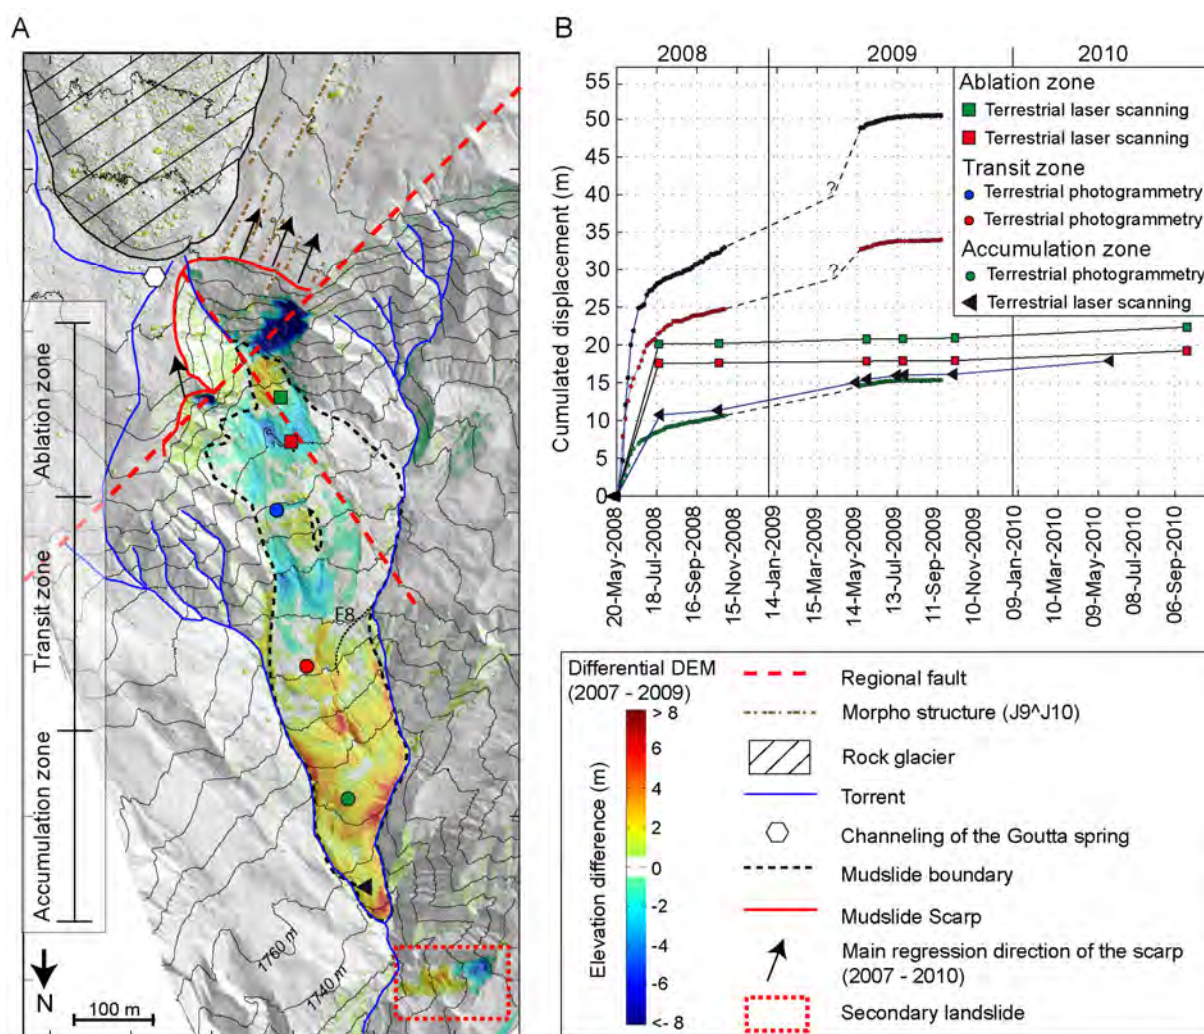 A
Ablation zone
Transit zone
Accumulation zone
E8
1760 m
1740 m
N
100 m
B
2008
2009
2010
Cumulated displacement (m)
55
50
45
40
35
30
25
20
15
10
5
0
?
?
20-May-2008
18-Jul-2008
16-Sep-2008
15-Nov-2008
14-Jan-2009
15-Mar-2009
14-May-2009
13-Jul-2009
11-Sep-2009
10-Nov-2009
09-Jan-2010
10-Mar-2010
09-May-2010
08-Jul-2010
06-Sep-2010
Ablation zone
Terrestrial laser scanning
Terrestrial laser scanning
Transit zone
Terrestrial photogrammetry
Terrestrial photogrammetry
Accumulation zone
Terrestrial photogrammetry
Terrestrial laser scanning
Differential DEM
(2007 - 2009)
Elevation difference (m)
> 8
6
4
2
0
-2
-4
-6
<- 8
Regional fault
Morpho structure (J9^J10)
Rock glacier
Torrent
Channeling of the Goutta spring
Mudslide boundary
Mudslide Scarp
Main regression direction of the scarp
(2007 - 2010)
Secondary landslide